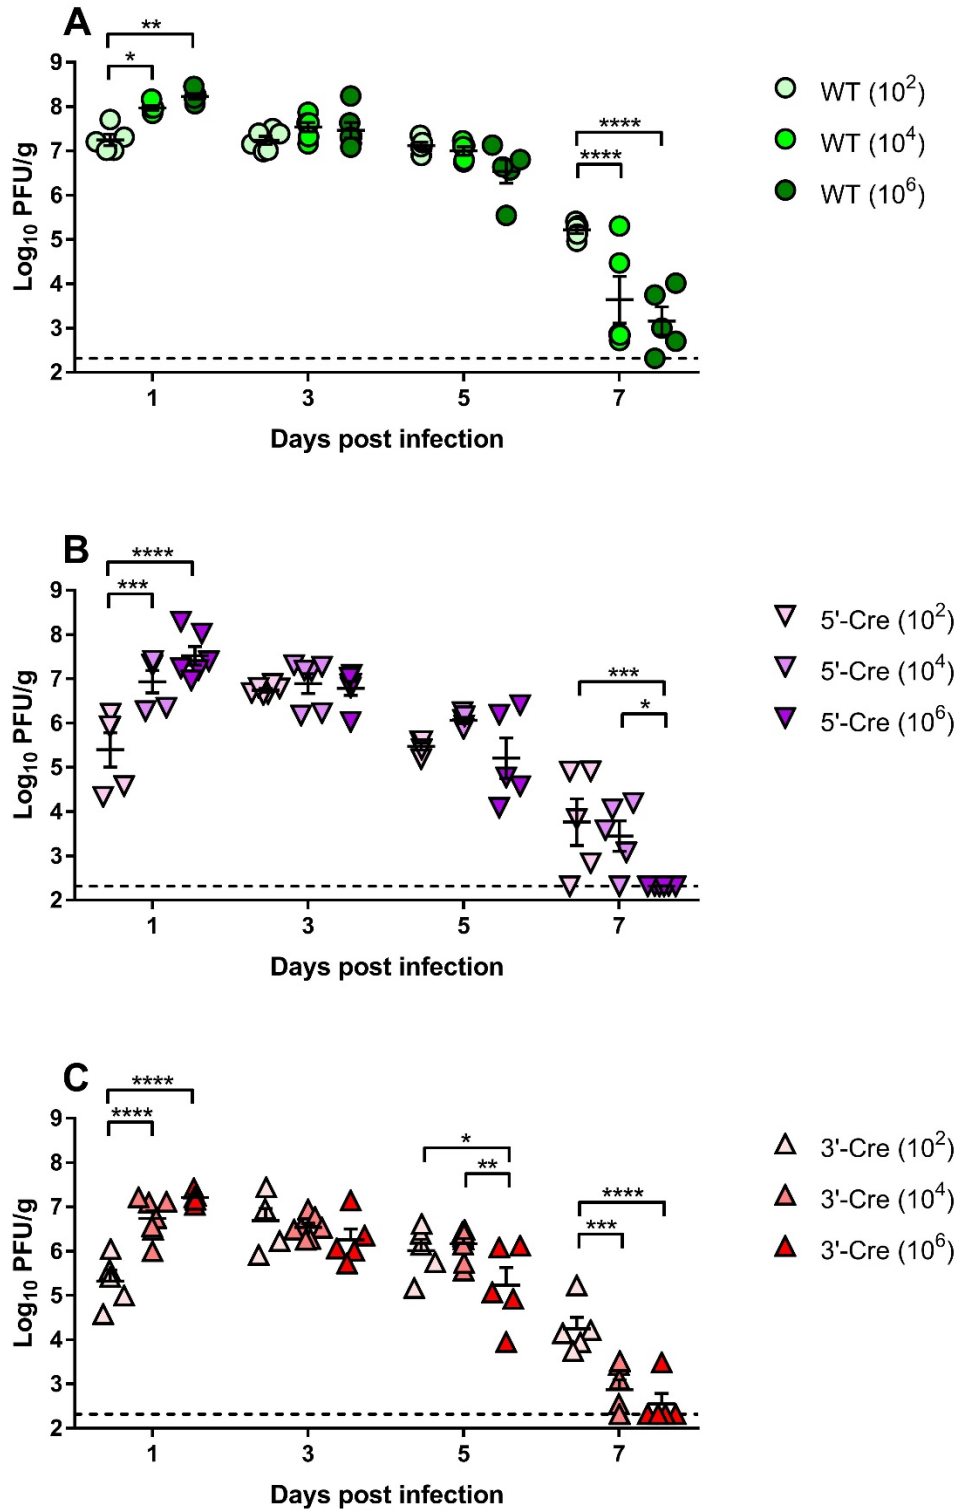 A
** 
*
9
8
7
6
5
4
3
2
Log10 PFU/g
****
****
1 3 5 7
Days post infection
WT (10²)
WT (10⁴)
WT (10⁶)
B
****
***
9
8
7
6
5
4
3
2
Log10 PFU/g
***
*
1 3 5 7
Days post infection
5'-Cre (10²)
5'-Cre (10⁴)
5'-Cre (10⁶)
C
****
****
9
8
7
6
5
4
3
2
Log10 PFU/g
*
**
****
***
1 3 5 7
Days post infection
3'-Cre (10²)
3'-Cre (10⁴)
3'-Cre (10⁶)